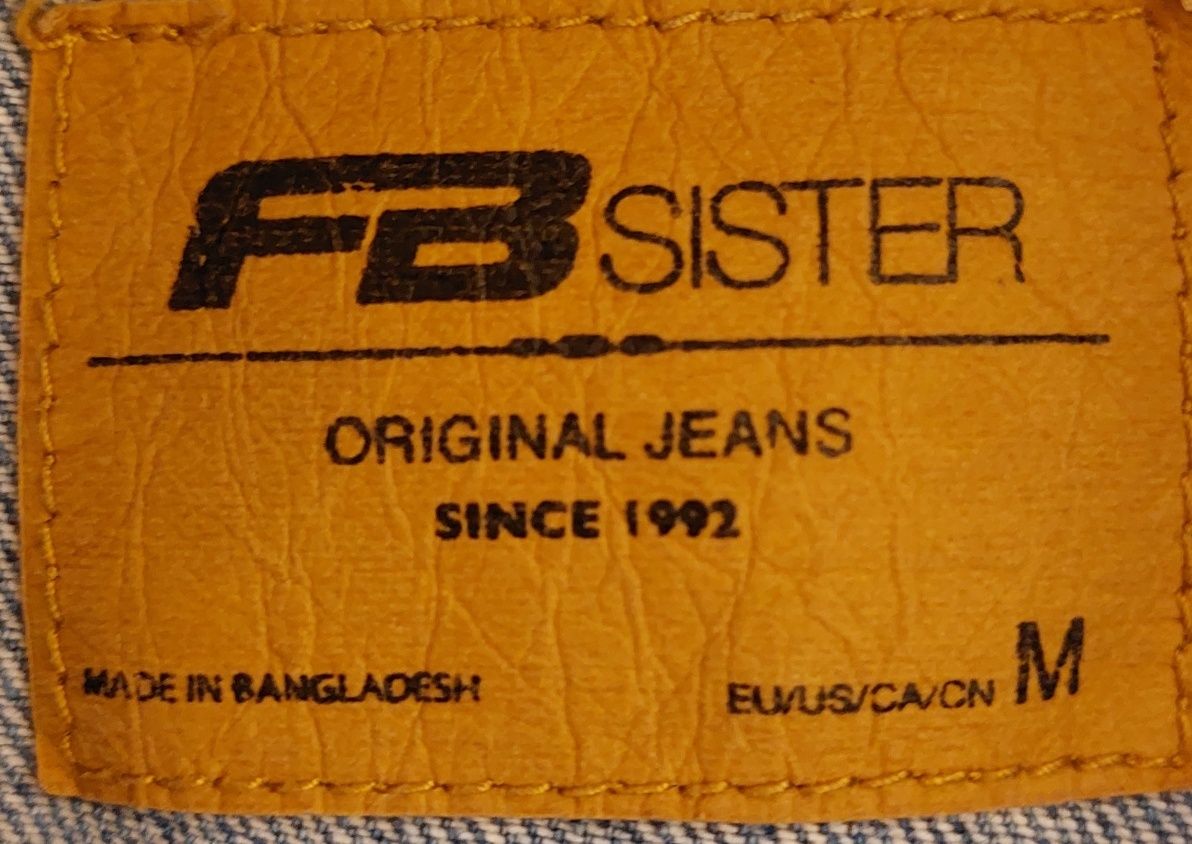 FB SISTER
ORIGINAL JEANS
SINCE 1992
MADE IN BANGLADESH
EU/US/CA/CN M